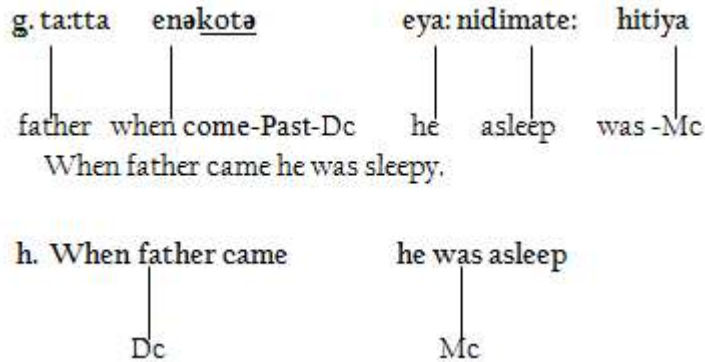 g. ta:tta enəkotə eya: nidimate: hitiya
father when come-Past-Dc he asleep was -Mc
When father came he was sleepy.
h. When father came he was asleep
Dc Mc